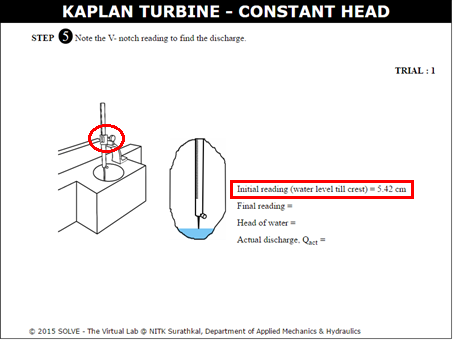 KAPLAN TURBINE - CONSTANT HEAD
STEP 5 Note the V- notch reading to find the discharge.
TRIAL : 1
Initial reading (water level till crest) = 5.42 cm
Final reading =
Head of water =
Actual discharge, Qact =
© 2015 SOLVE - The Virtual Lab @ NITK Surathkal, Department of Applied Mechanics & Hydraulics